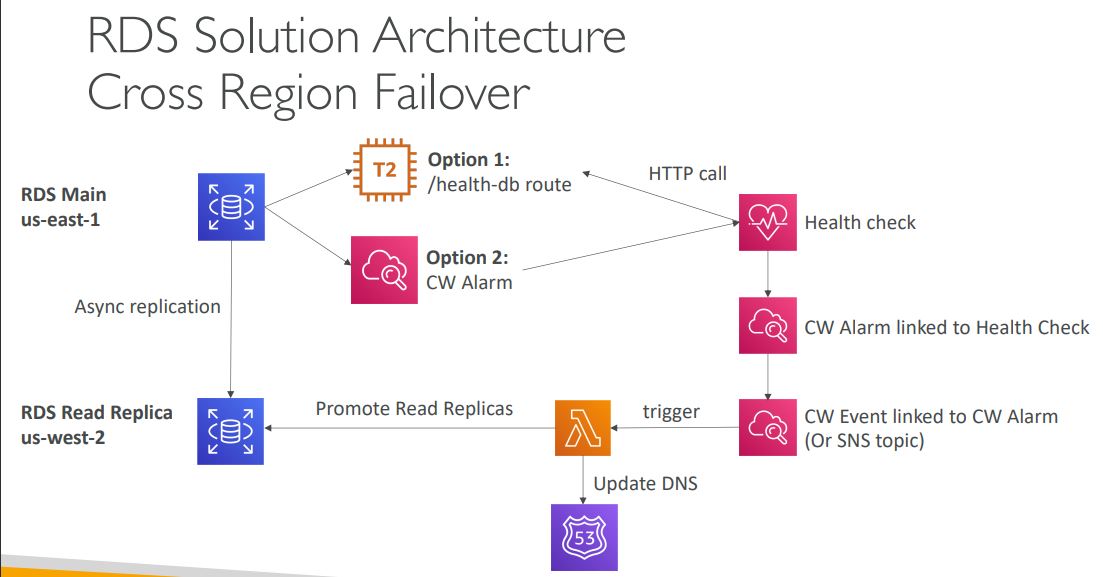 RDS Solution Architecture
Cross Region Failover
RDS Main
us-east-1
T2
Option 1:
/health-db route
HTTP call
Health check
Option 2:
CW Alarm
Async replication
CW Alarm linked to Health Check
RDS Read Replica
us-west-2
Promote Read Replicas
trigger
CW Event linked to CW Alarm
(Or SNS topic)
Update DNS
53